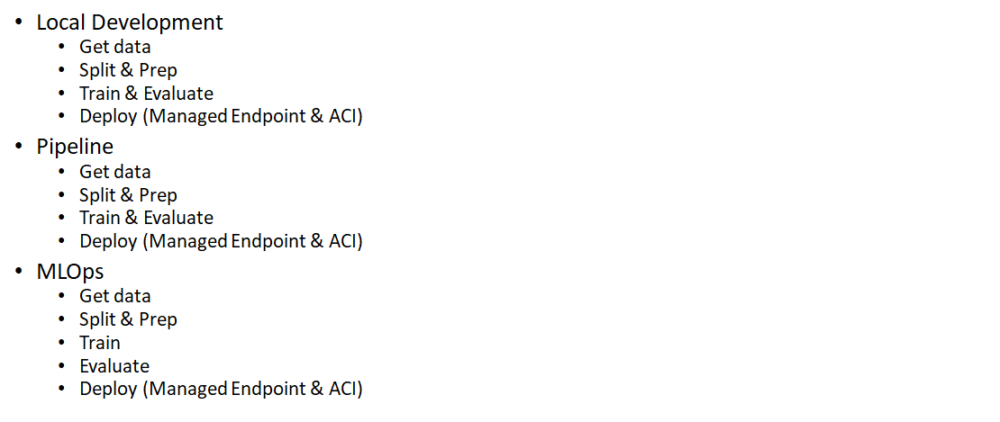 • Local Development
• Get data
• Split & Prep
• Train & Evaluate
• Deploy (Managed Endpoint & ACI)
• Pipeline
• Get data
• Split & Prep
• Train & Evaluate
• Deploy (Managed Endpoint & ACI)
• MLOps
• Get data
• Split & Prep
• Train
• Evaluate
• Deploy (Managed Endpoint & ACI)